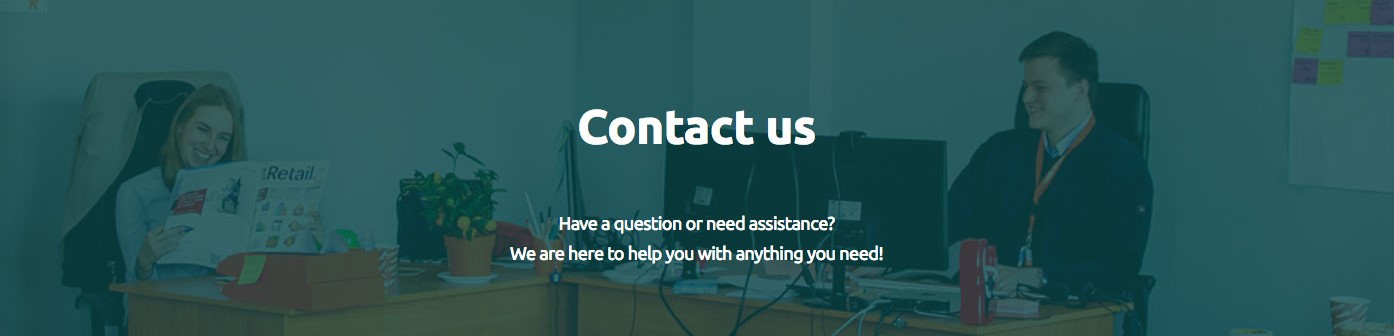 Contact us
Retail.
Have a question or need assistance?
We are here to help you with anything you need!